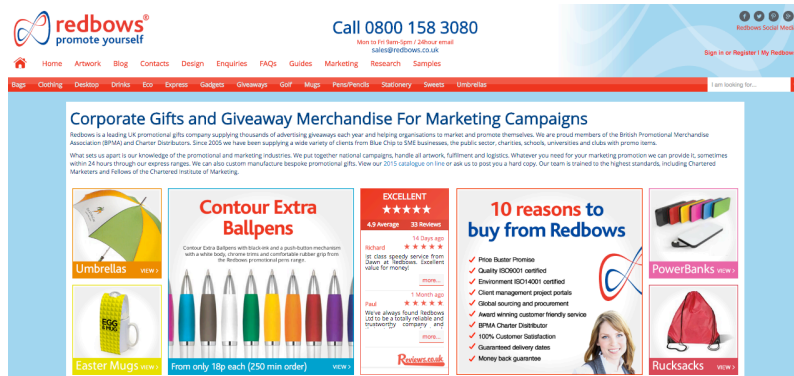 redbows®
promote yourself
Call 0800 158 3080
Mon to Fri 9am-5pm / 24hour email
sales@redbows.co.uk
Redbows Social Medi
Sign in or Register I My Redbow
Home Artwork Blog Contacts Design Enquiries FAQs Guides Marketing Research Samples
Bags Clothing Desktop Drinks Eco Express Gadgets Giveaways Golf Mugs Pens/Pencils Stationery Sweets Umbrellas
I am looking for...
Corporate Gifts and Giveaway Merchandise For Marketing Campaigns
Redbows is a leading UK promotional gifts company supplying thousands of advertising giveaways each year and helping organisations to market and promote themselves. We are proud members of the British Promotional Merchandise
Association (BPMA) and Charter Distributors. Since 2005 we have been supplying a wide variety of clients from Blue Chip to SME businesses, the public sector, charities, schools, universities and clubs with promo items.
What sets us apart is our knowledge of the promotional and marketing industries. We put together national campaigns, handle all artwork, fulfilment and logistics. Whatever you need for your marketing promotion we can provide it, sometimes
within 24 hours through our express ranges. We can also custom manufacture bespoke promotional gifts. View our 2015 catalogue on line or ask us to post you a hard copy. Our team is trained to the highest standards, including Chartered
Marketers and Fellows of the Chartered Institute of Marketing.
Umbrellas VIEW >
EGG
& MUG
Easter Mugs VIEW >
Contour Extra
Ballpens
Contour Extra Ballpens with black-ink and a push-button mechanism
with a white body, chrome trims and comfortable rubber grip from
the Redbows promotional pens range.
From only 18p each (250 min order) VIEW >
EXCELLENT
4.9 Average 33 Reviews
14 Days ago
Richard
Ist class speedy service from
Dawn at Redbows. Excellent
value for money!
more...
1 Month ago
Paul
We've always found Redbows
Ltd to be a totally reliable and
trustworthy company and
more...
Reviews.co.uk
10 reasons to
buy from Redbows
Price Buster Promise
Quality ISO9001 certified
Environment ISO14001 certified
Client management project portals
Global sourcing and procurement
Award winning customer friendly service
BPMA Charter Distributor
100% Customer Satisfaction
Guaranteed delivery dates
Money back guarantee
PowerBanks VIEW >
Rucksacks VIEW >